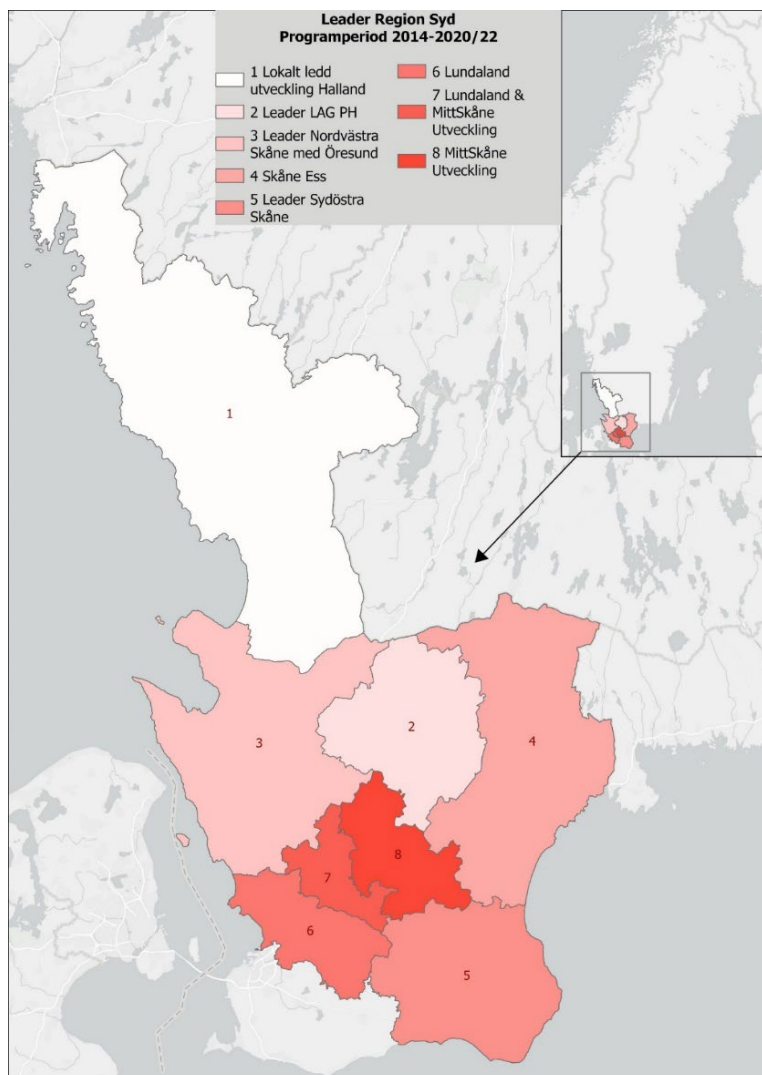 Leader Region Syd
Programperiod 2014-2020/22
1 Lokalt ledd
utveckling Halland
2 Leader LAG PH
3 Leader Nordvästra
Skåne med Öresund
4 Skåne Ess
5 Leader Sydöstra
Skåne
6 Lundaland
7 Lundaland &
MittSkåne
Utveckling
8 MittSkåne
Utveckling
1
2
3
4
8
7
6
5